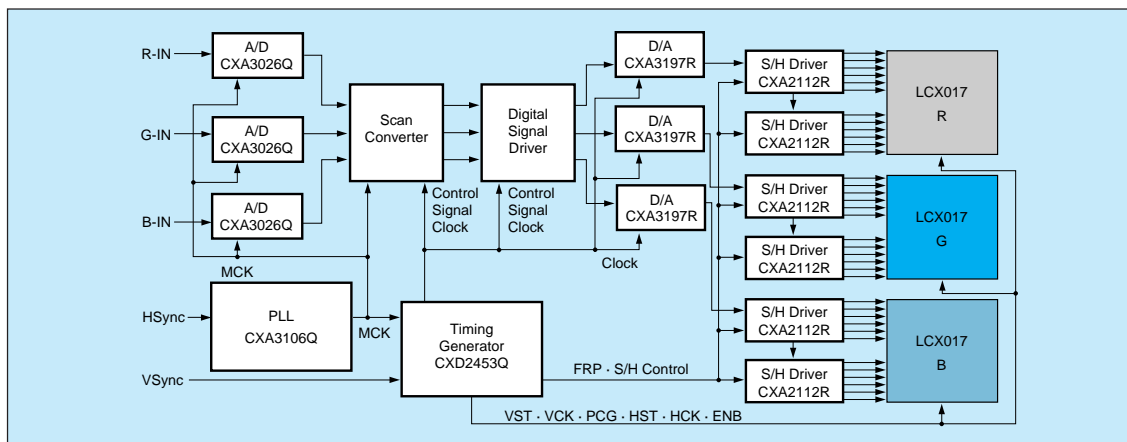 R-IN
A/D
CXA3026Q
G-IN
A/D
CXA3026Q
B-IN
A/D
CXA3026Q
MCK
HSync
PLL
CXA3106Q
MCK
VSync
Scan
Converter
Control
Signal
Clock
Digital
Signal
Driver
Control
Signal
Clock
Timing
Generator
CXD2453Q
D/A
CXA3197R
D/A
CXA3197R
D/A
CXA3197R
Clock
FRP · S/H Control
VST · VCK · PCG · HST · HCK · ENB
S/H Driver
CXA2112R
S/H Driver
CXA2112R
S/H Driver
CXA2112R
S/H Driver
CXA2112R
S/H Driver
CXA2112R
S/H Driver
CXA2112R
LCX017
R
LCX017
G
LCX017
B